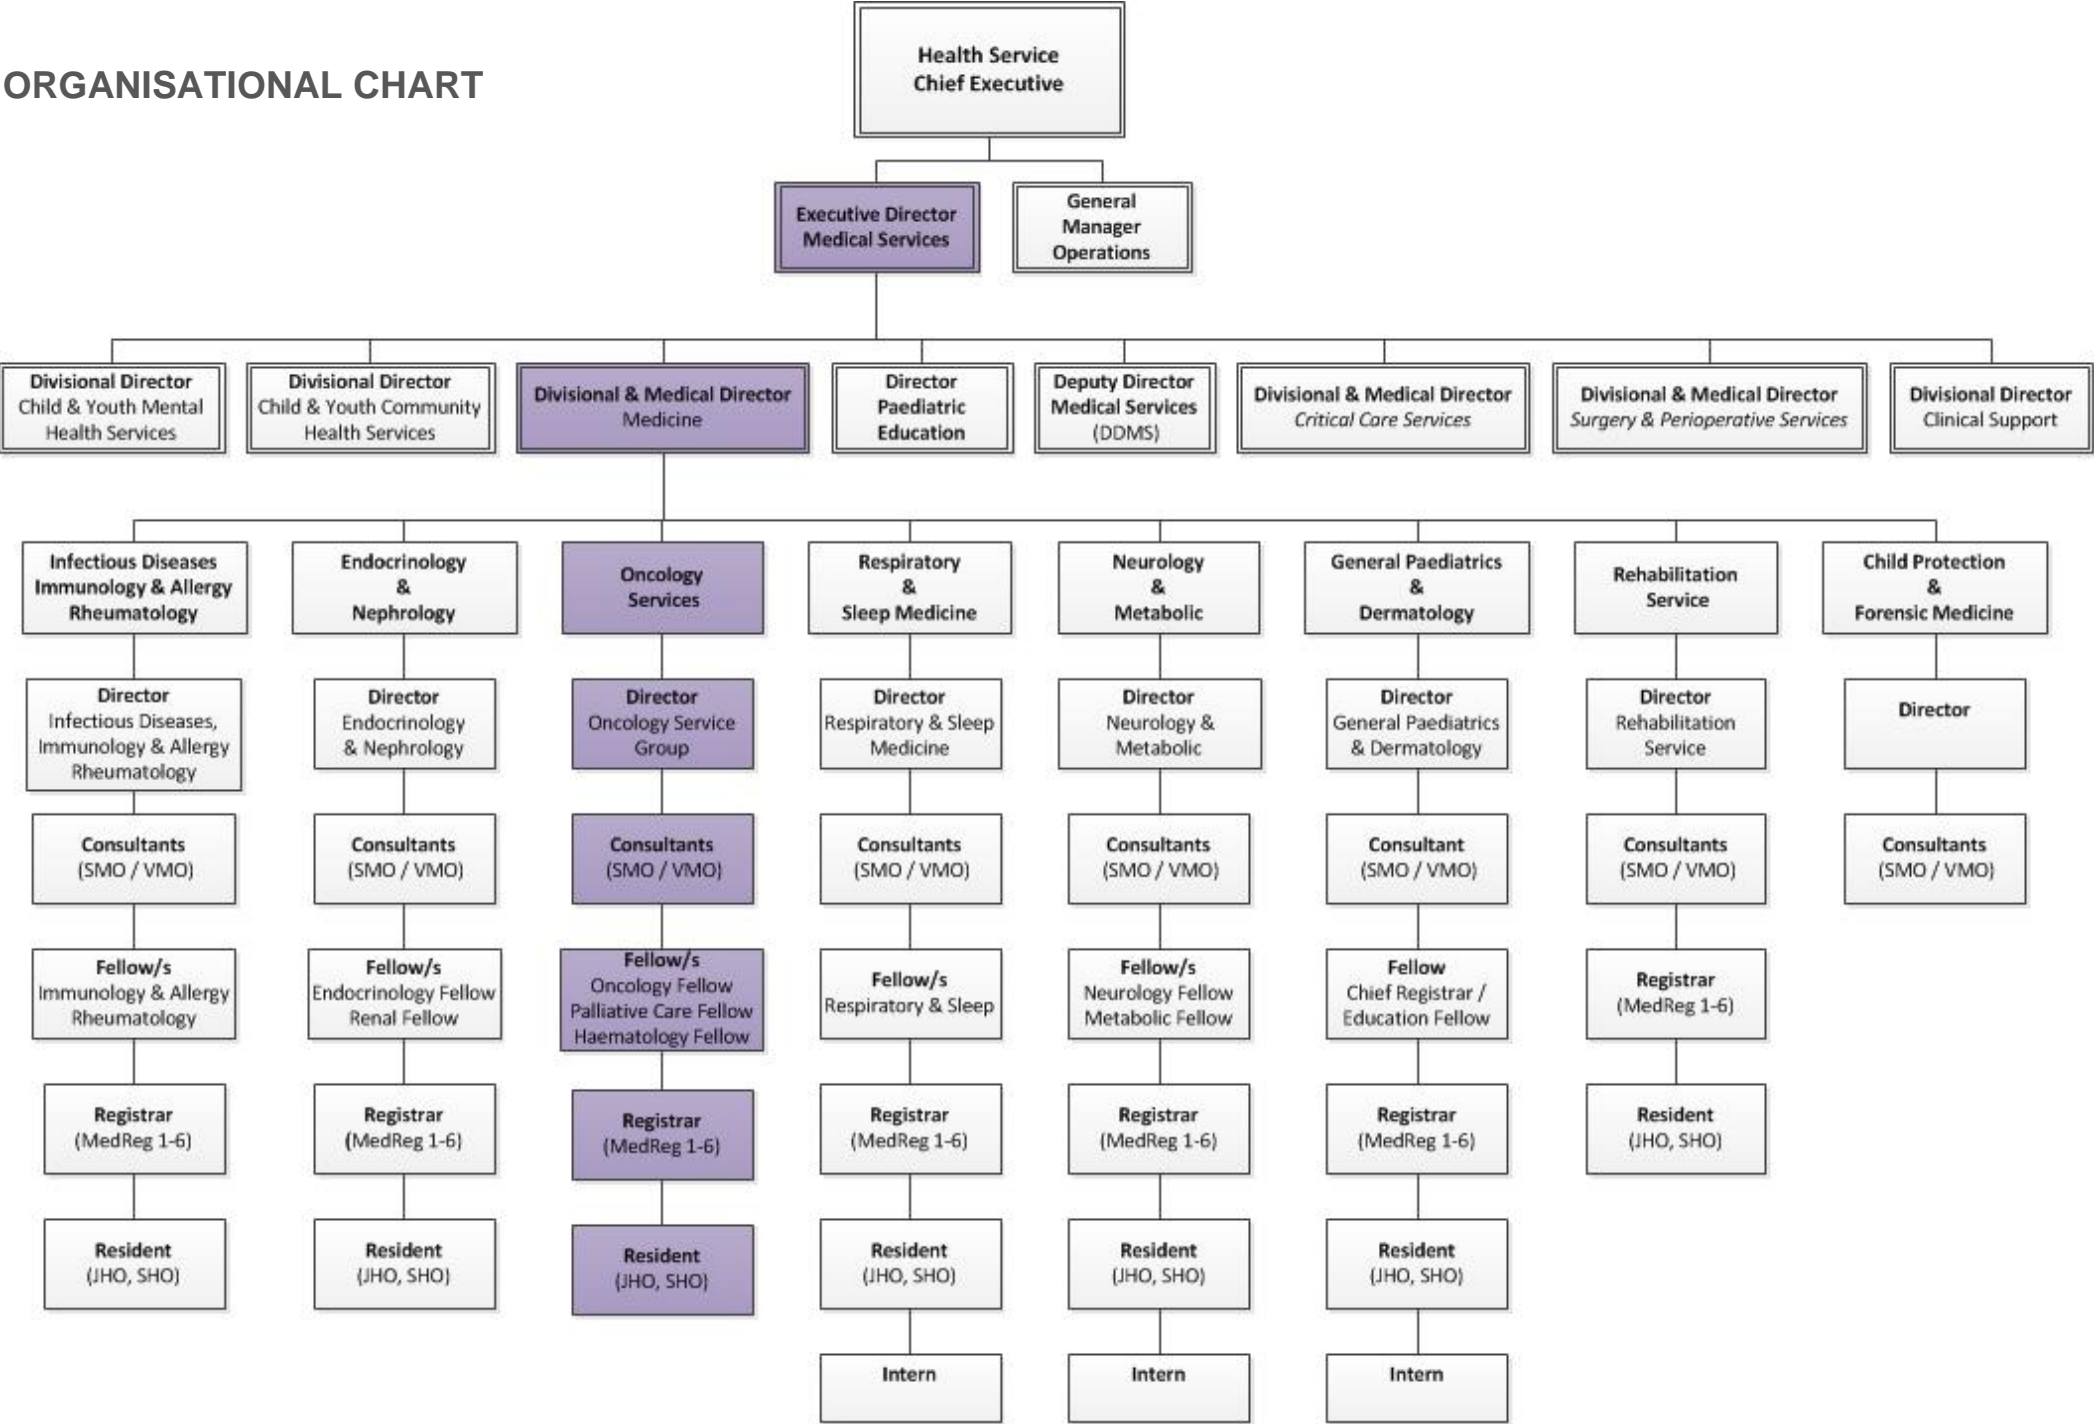 ORGANISATIONAL CHART
Health Service
Chief Executive
Executive Director
Medical Services
General
Manager
Operations
Divisional Director
Child & Youth Mental
Health Services
Divisional Director
Child & Youth Community
Health Services
Divisional & Medical Director
Medicine
Director
Paediatric
Education
Deputy Director
Medical Services
(DDMS)
Divisional & Medical Director
Critical Care Services
Divisional & Medical Director
Surgery & Perioperative Services
Divisional Director
Clinical Support
Infectious Diseases
Immunology & Allergy
Rheumatology
Endocrinology
&
Nephrology
Oncology
Services
Respiratory
&
Sleep Medicine
Neurology
&
Metabolic
General Paediatrics
&
Dermatology
Rehabilitation
Service
Child Protection
&
Forensic Medicine
Director
Infectious Diseases,
Immunology & Allergy
Rheumatology
Director
Endocrinology
& Nephrology
Director
Oncology Service
Group
Director
Respiratory & Sleep
Medicine
Director
Neurology &
Metabolic
Director
General Paediatrics
& Dermatology
Director
Rehabilitation
Service
Director
Consultants
(SMO / VMO)
Consultants
(SMO / VMO)
Consultants
(SMO / VMO)
Consultants
(SMO / VMO)
Consultants
(SMO / VMO)
Consultant
(SMO / VMO)
Consultants
(SMO / VMO)
Consultants
(SMO / VMO)
Fellow/s
Immunology & Allergy
Rheumatology
Fellow/s
Endocrinology Fellow
Renal Fellow
Fellow/s
Oncology Fellow
Palliative Care Fellow
Haematology Fellow
Fellow/s
Respiratory & Sleep
Fellow/s
Neurology Fellow
Metabolic Fellow
Fellow
Chief Registrar /
Education Fellow
Registrar
(MedReg 1-6)
Registrar
(MedReg 1-6)
Registrar
(MedReg 1-6)
Registrar
(MedReg 1-6)
Registrar
(MedReg 1-6)
Registrar
(MedReg 1-6)
Registrar
(MedReg 1-6)
Resident
(JHO, SHO)
Resident
(JHO, SHO)
Resident
(JHO, SHO)
Resident
(JHO, SHO)
Resident
(JHO, SHO)
Resident
(JHO, SHO)
Resident
(JHO, SHO)
Intern
Intern
Intern